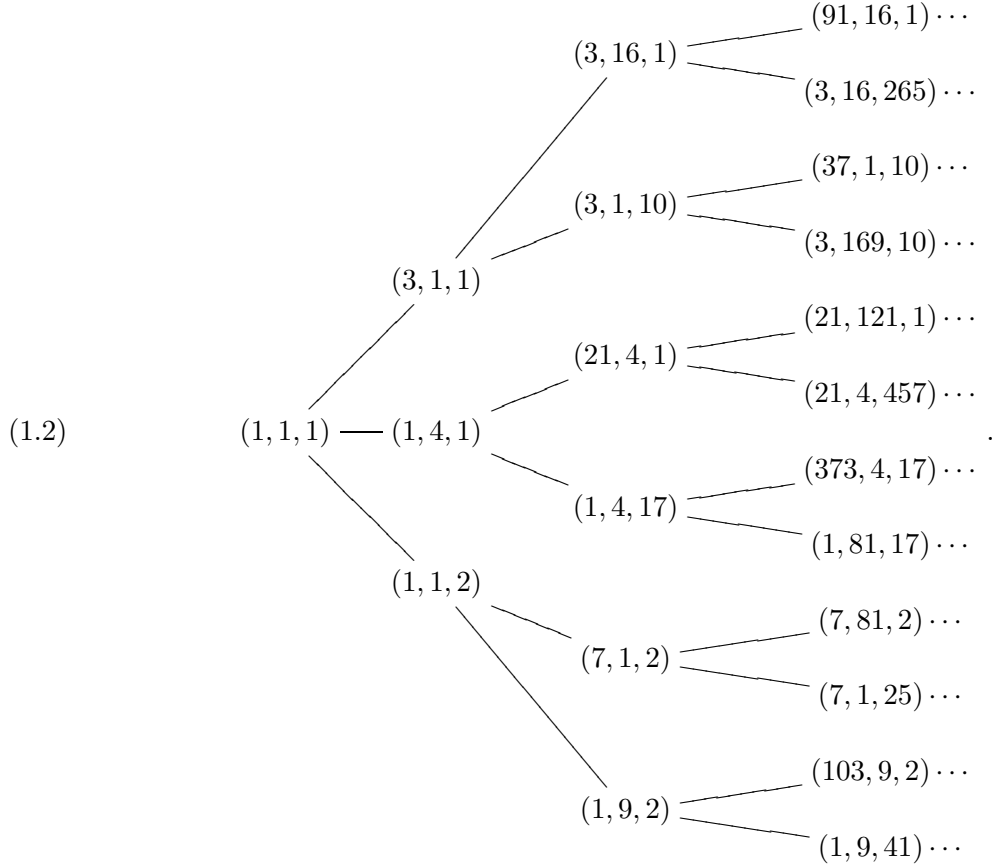 (91, 16, 1) ···
(3, 16, 1)
(3, 16, 265) ···
(37, 1, 10) ···
(3, 1, 10)
(3, 169, 10) ···
(3, 1, 1)
(21, 121, 1) ···
(21, 4, 1)
(21, 4, 457) ···
(1.2) (1, 1, 1) (1, 4, 1) .
(373, 4, 17) ···
(1, 4, 17)
(1, 81, 17) ···
(1, 1, 2)
(7, 81, 2) ···
(7, 1, 2)
(7, 1, 25) ···
(103, 9, 2) ···
(1, 9, 2)
(1, 9, 41) ···